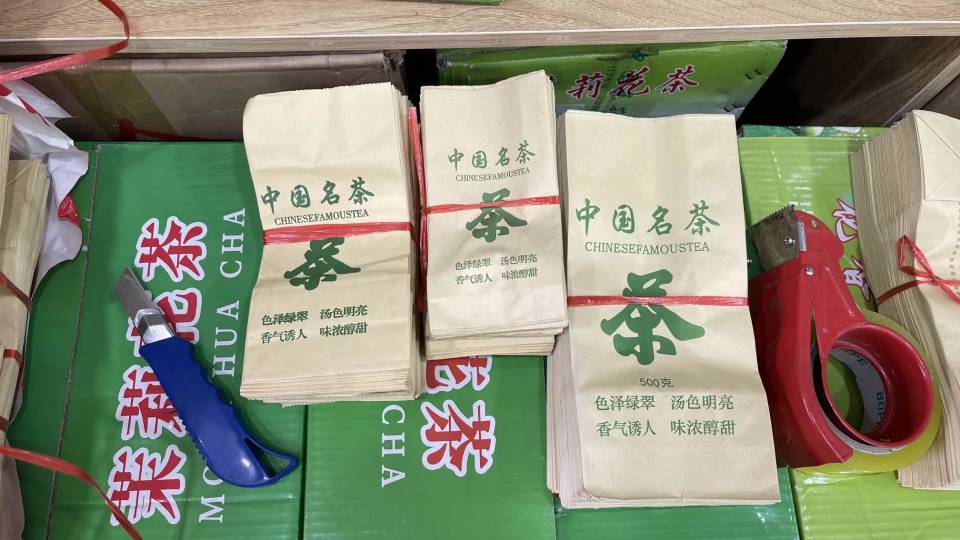 莉花茶
中国名茶
CHINESEFAMOUSTEA
茶
色泽绿翠 汤色明亮
香气诱人 味浓醇甜
中国名茶
CHINESEFAMOUSTEA
茶
色泽绿翠 汤色明亮
香气诱人 味浓醇甜
中国名茶
CHINESEFAMOUSTEA
茶
500克
色泽绿翠 汤色明亮
香气诱人 味浓醇甜
茉莉花茶
HUA CHA
花茶
CHA